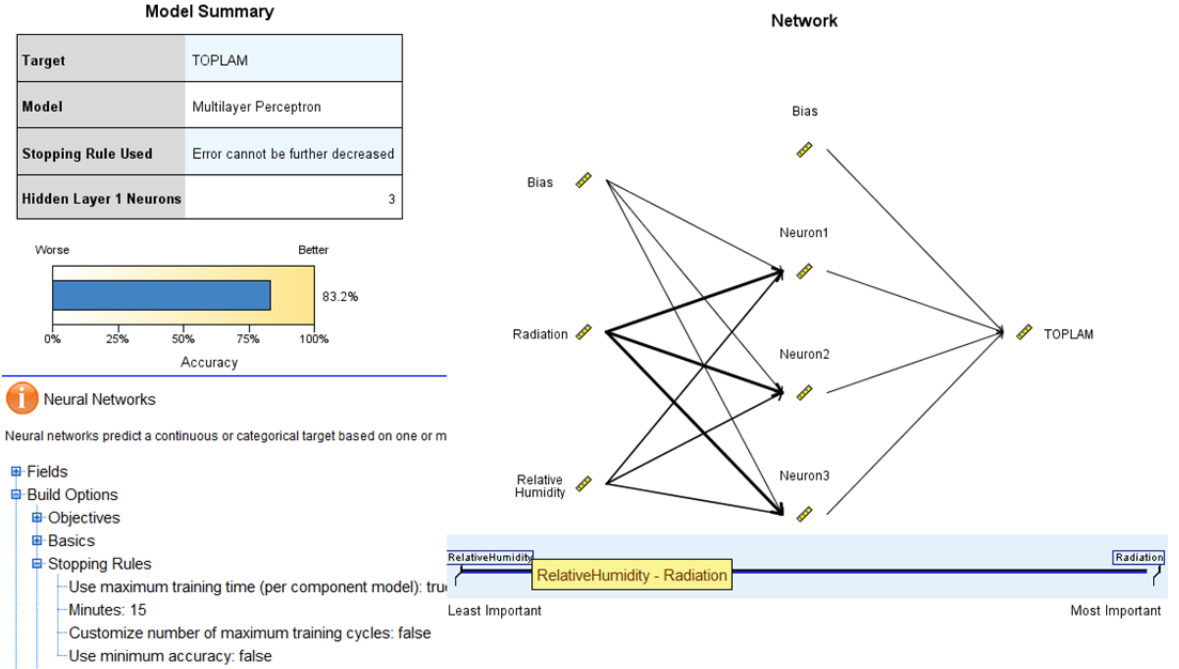 Model Summary
Target TOPLAM
Model Multilayer Perceptron
Stopping Rule Used Error cannot be further decreased
Hidden Layer 1 Neurons 3
Worse Better
83.2%
0% 25% 50% 75% 100%
Accuracy
Neural Networks
Neural networks predict a continuous or categorical target based on one or m
Fields
Build Options
Objectives
Basics
Stopping Rules
Use maximum training time (per component model): tru
Minutes: 15
Customize number of maximum training cycles: false
Use minimum accuracy: false
Network
Bias
Bias
Neuron1
Radiation
TOPLAM
Neuron2
Neuron3
Relative
Humidity
RelativeHumidity Radiation
RelativeHumidity - Radiation
Least Important Most Important